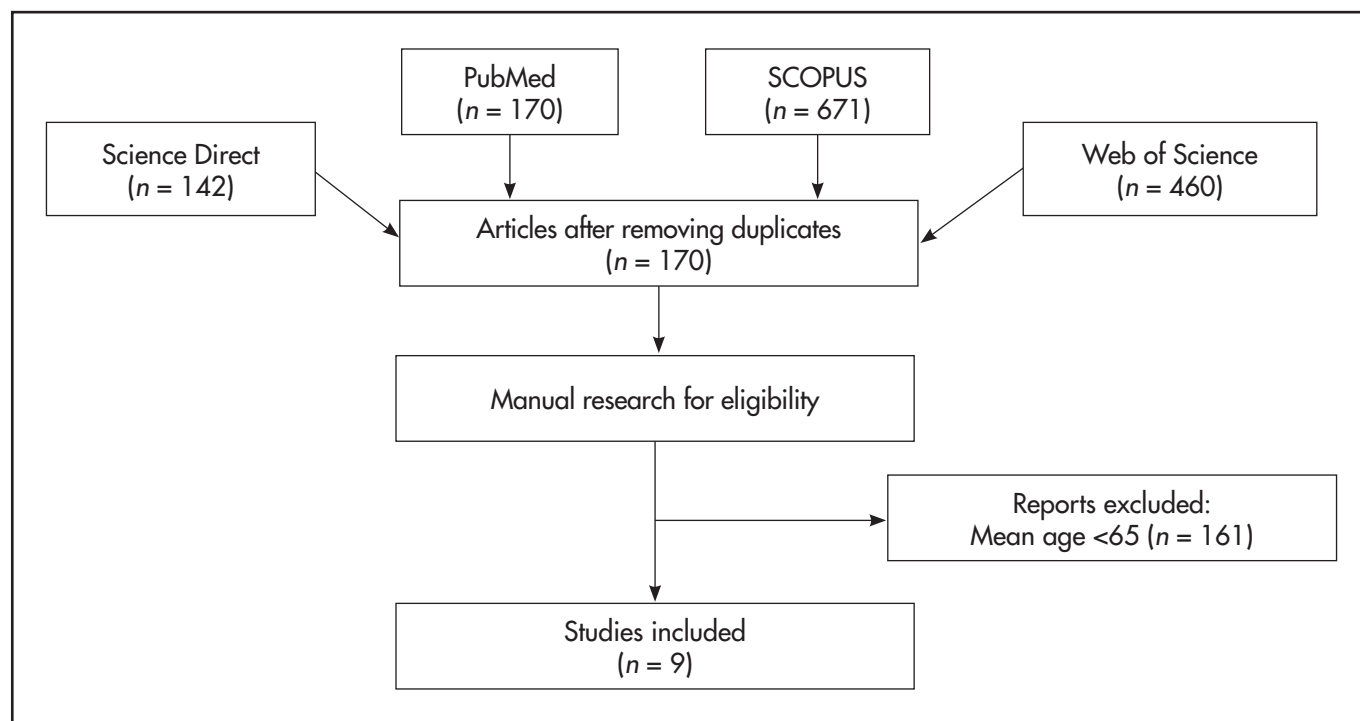 PubMed
(n = 170)
SCOPUS
(n = 671)
Science Direct
(n = 142)
Web of Science
(n = 460)
Articles after removing duplicates
(n = 170)
Manual research for eligibility
Reports excluded:
Mean age <65 (n = 161)
Studies included
(n = 9)